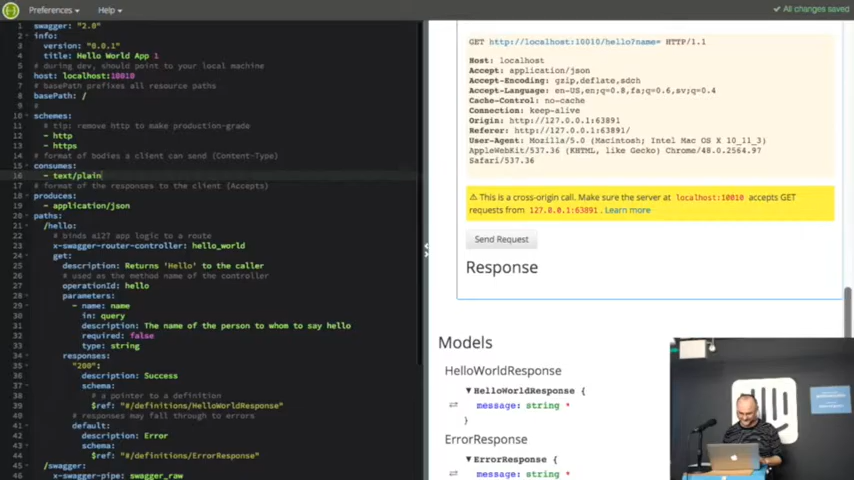 Preferences
Help
✓ All changes saved
1 swagger: "2.0"
2 info:
3 version: "0.0.1"
4 title: Hello World App 1
5 # during dev, should point to your local machine
6 host: localhost:10010
7 # basePath prefixes all resource paths
8 basePath: /
9 #
10 schemes:
11 # tip: remove http to make production-grade
12 - http
13 - https
14 # format of bodies a client can send (Content-Type)
15 consumes:
16 - text/plain
17 # format of the responses to the client (Accepts)
18 produces:
19 - application/json
20 paths:
21 /hello:
22 # binds a127 app logic to a route
23 x-swagger-router-controller: hello_world
24 get:
25 description: Returns 'Hello' to the caller
26 # used as the method name of the controller
27 operationId: hello
28 parameters:
29 - name: name
30 in: query
31 description: The name of the person to whom to say hello
32 required: false
33 type: string
34 responses:
35 "200":
36 description: Success
37 schema:
38 # a pointer to a definition
39 $ref: "#/definitions/HelloWorldResponse"
40 # responses may fall through to errors
41 default:
42 description: Error
43 schema:
44 $ref: "#/definitions/ErrorResponse"
45 /swagger:
46 x-swagger-pipe: swagger_raw
GET http://localhost:10010/hello?name= HTTP/1.1
Host: localhost
Accept: application/json
Accept-Encoding: gzip,deflate,sdch
Accept-Language: en-US,en;q=0.8,fa;q=0.6,sv;q=0.4
Cache-Control: no-cache
Connection: keep-alive
Origin: http://127.0.0.1:63891
Referer: http://127.0.0.1:63891/
User-Agent: Mozilla/5.0 (Macintosh; Intel Mac OS X 10_11_3)
AppleWebKit/537.36 (KHTML, like Gecko) Chrome/48.0.2564.97
Safari/537.36
⚠ This is a cross-origin call. Make sure the server at localhost:10010 accepts GET
requests from 127.0.0.1:63891. Learn more
Send Request
Response
Models
HelloWorldResponse
▼ HelloWorldResponse {
message: string *
}
ErrorResponse
▼ ErrorResponse {
message: string *